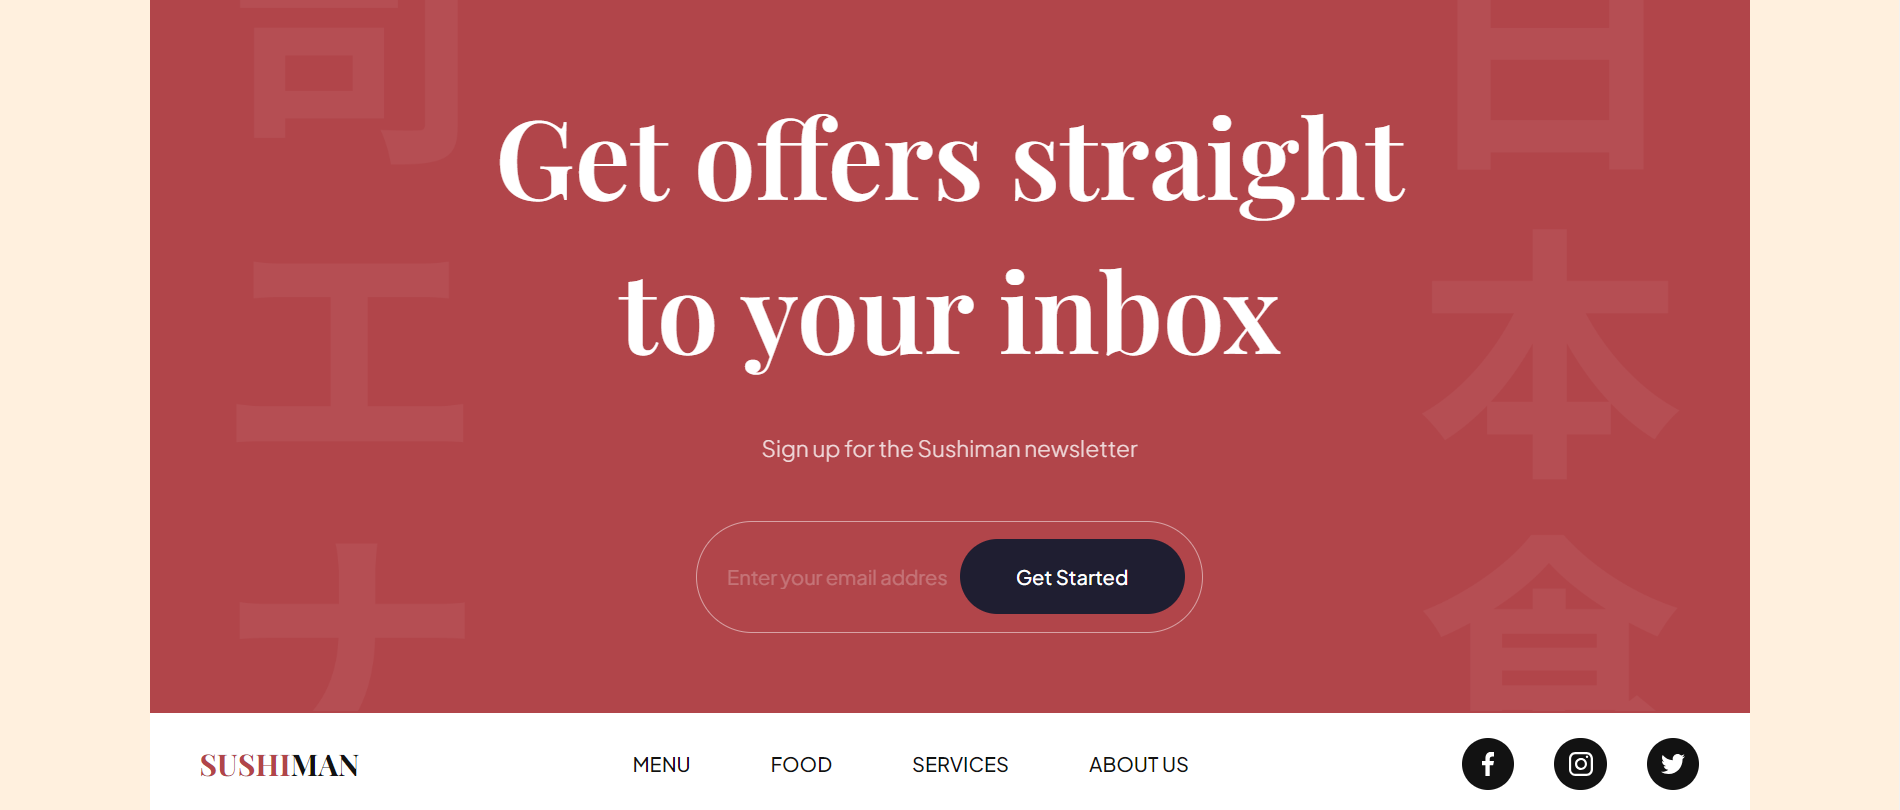 司
エ
ナ
日
本
食
Get offers straight
to your inbox
Sign up for the Sushiman newsletter
Enter your email addres
Get Started
SUSHIMAN
MENU
FOOD
SERVICES
ABOUT US